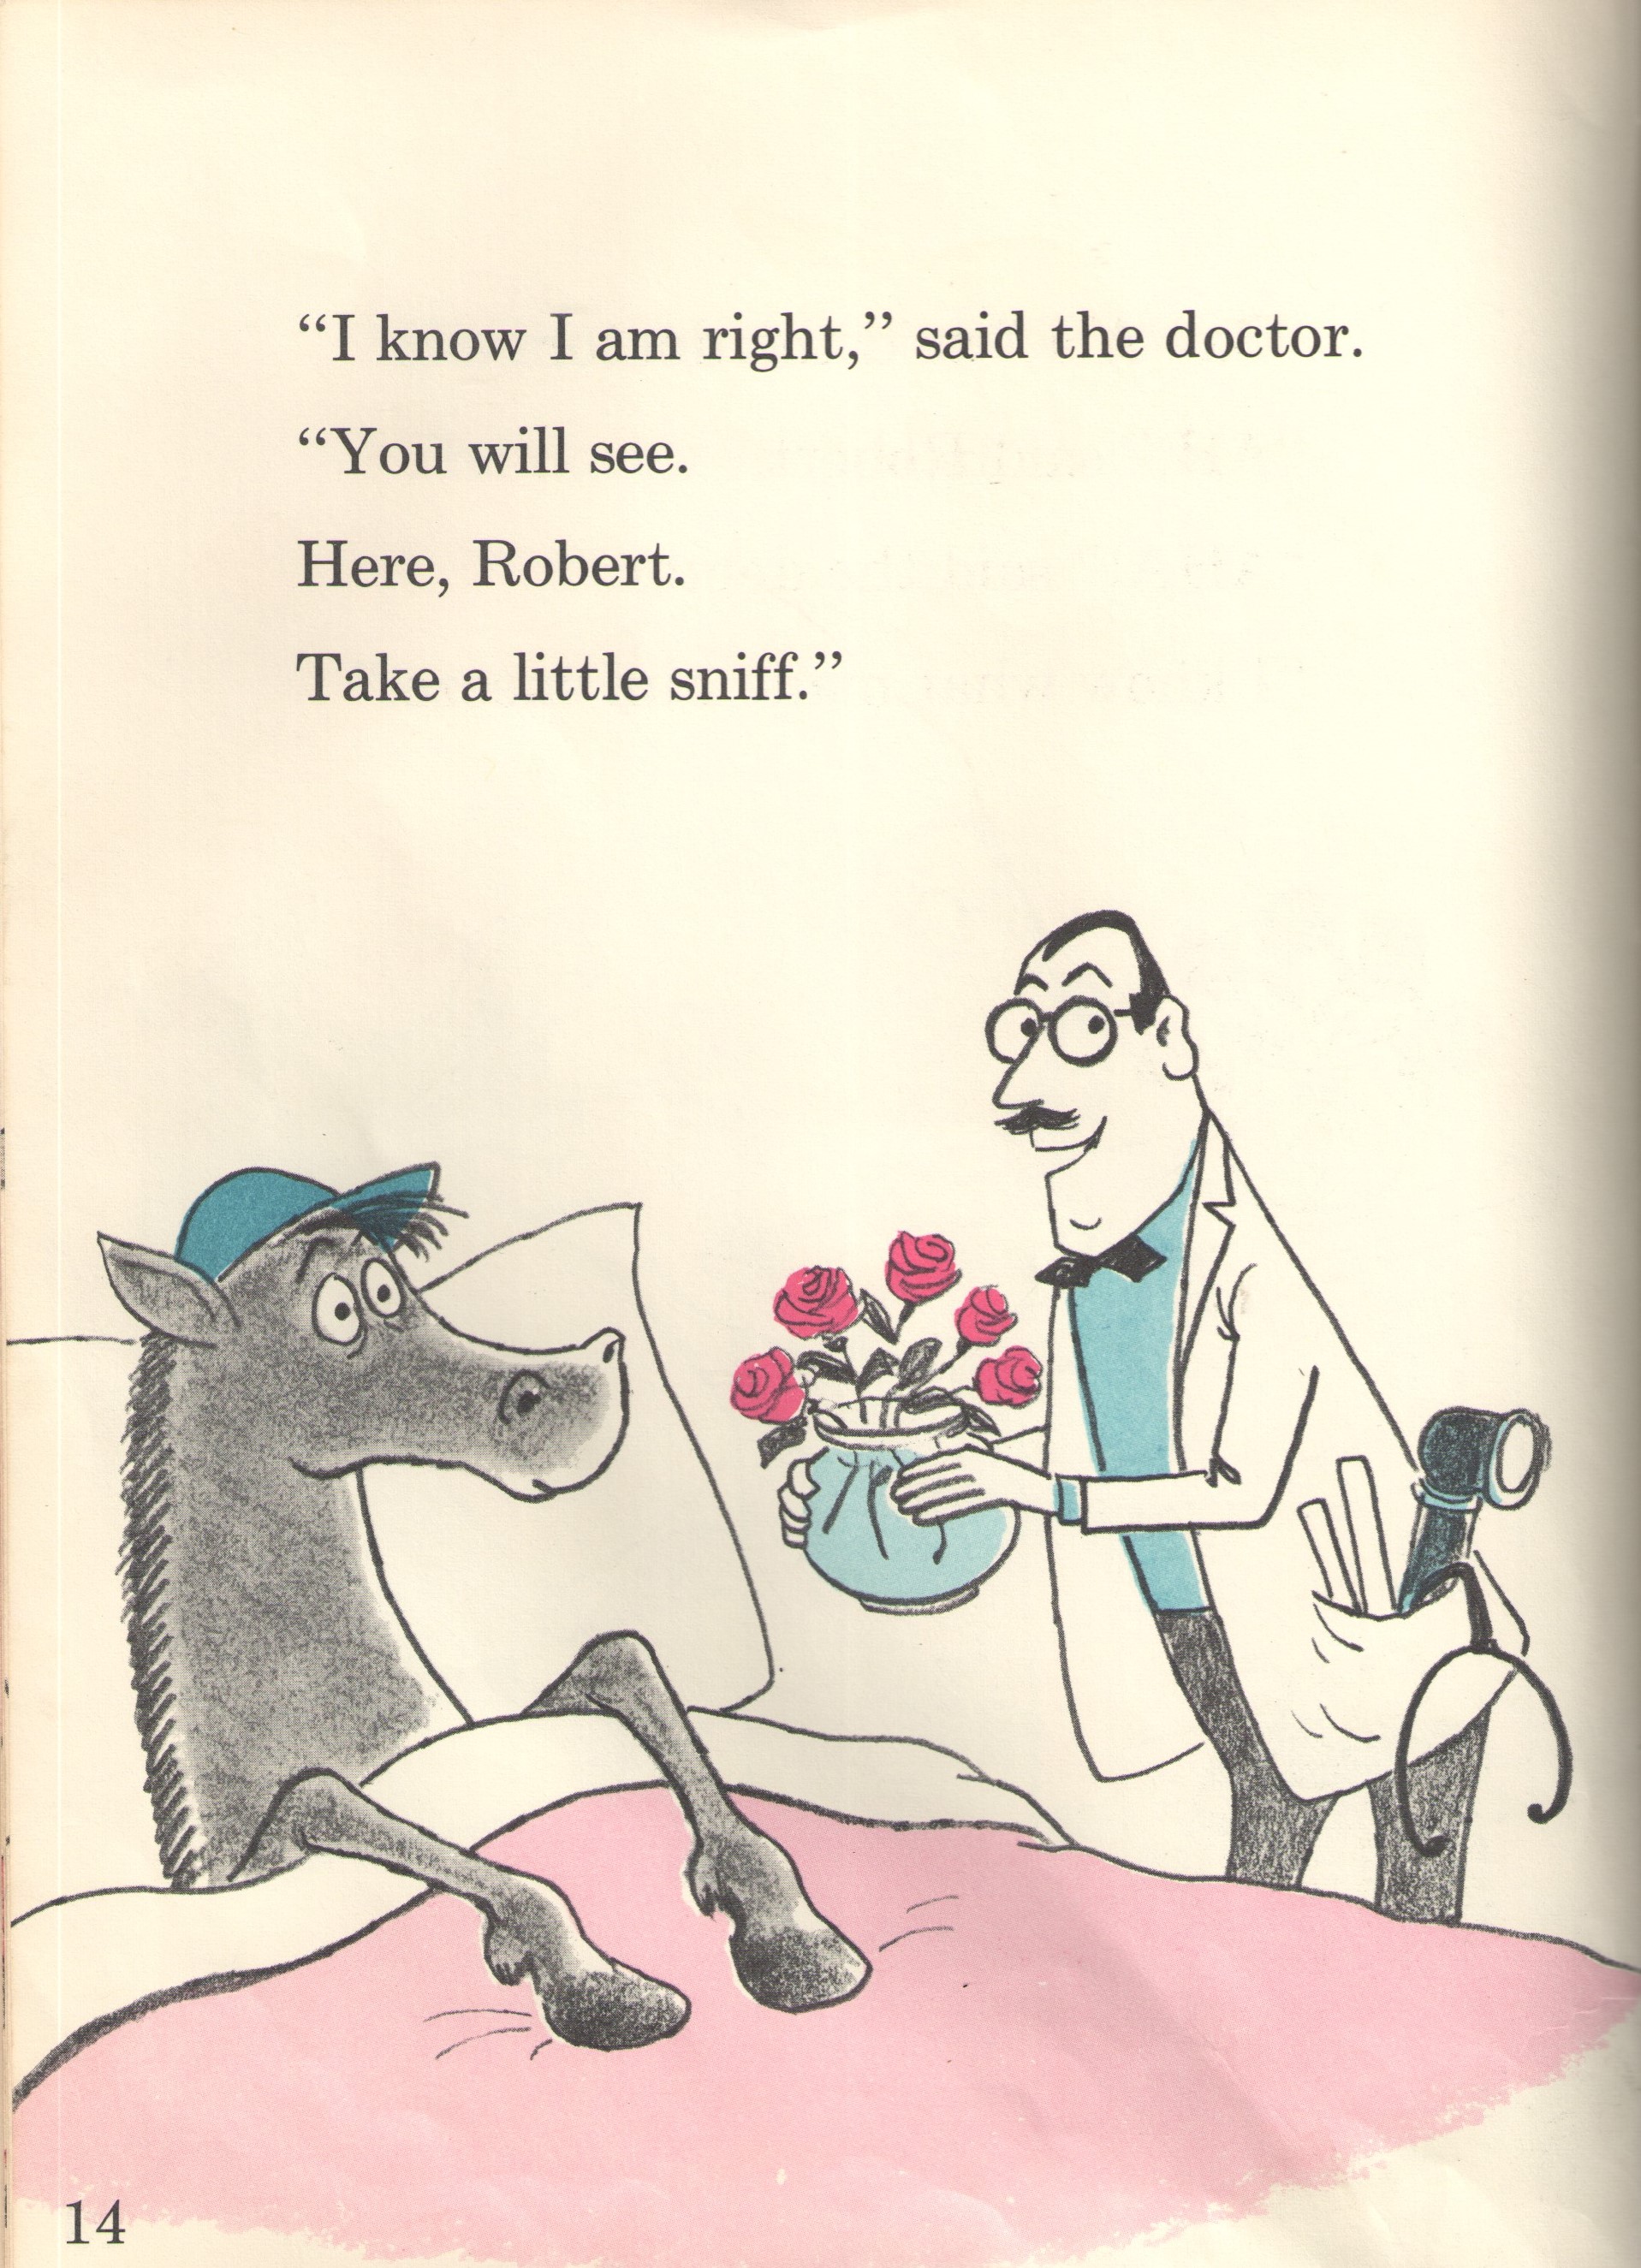 “I know I am right,” said the doctor.
“You will see.
Here, Robert.
Take a little sniff.”
14